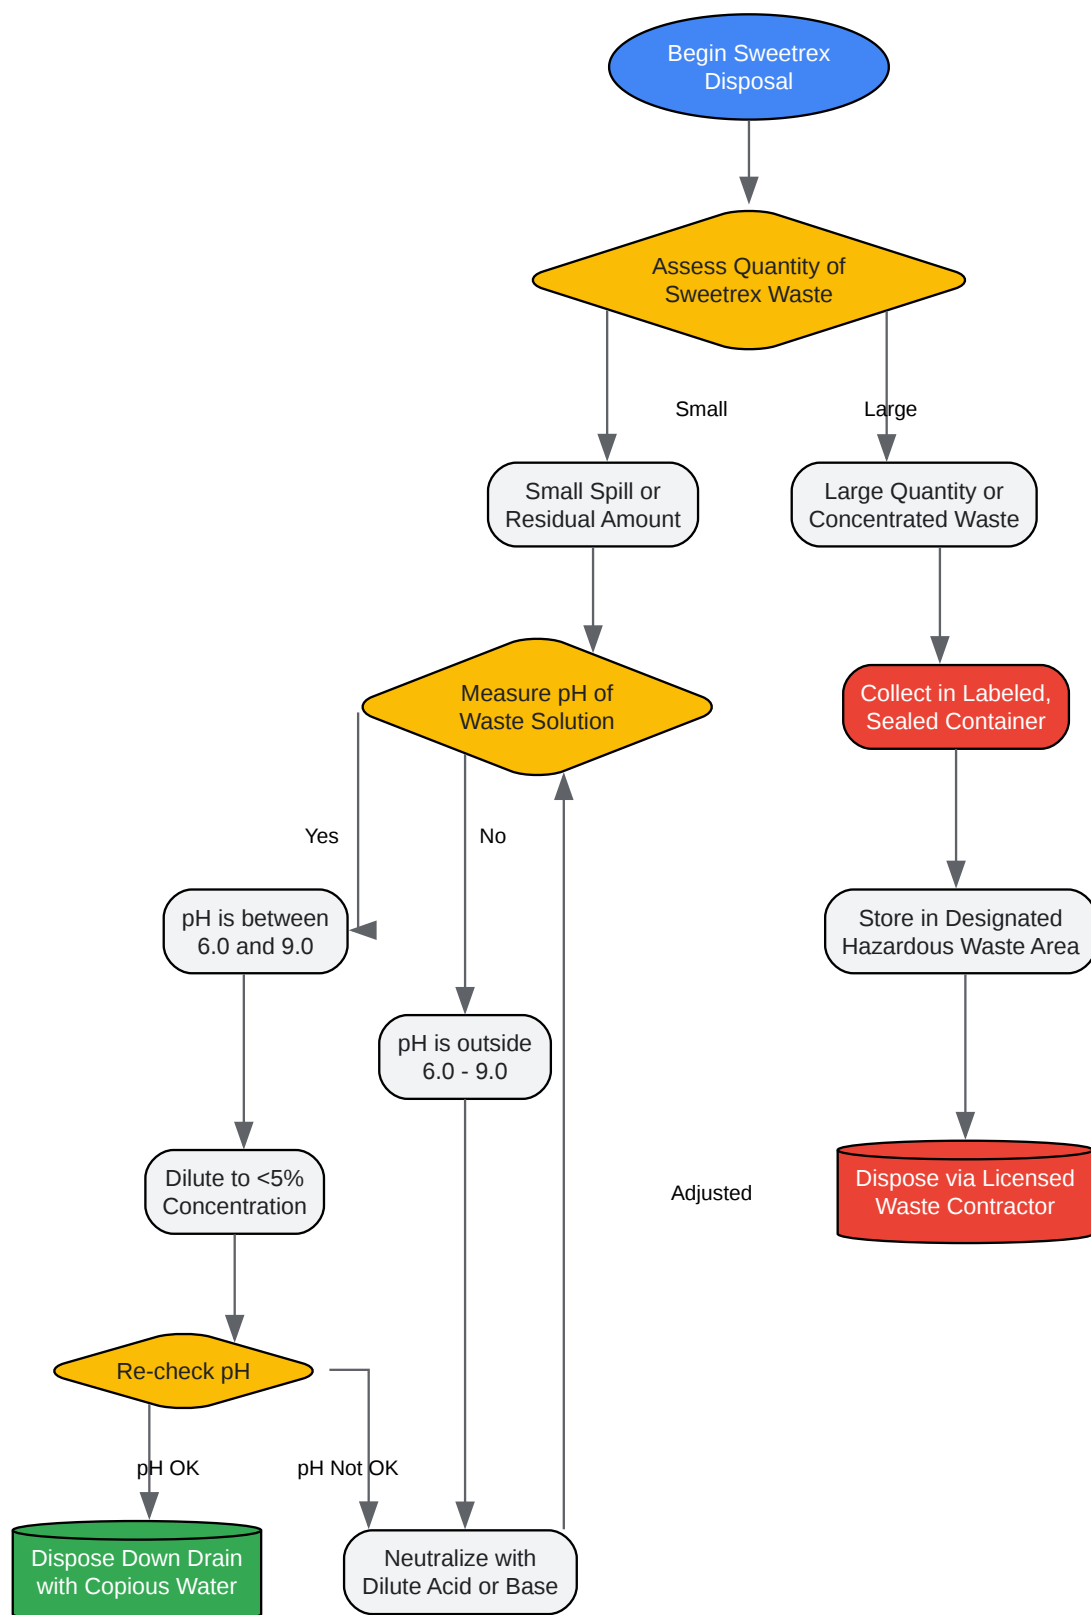 Begin Sweetrex
Disposal
Assess Quantity of
Sweetrex Waste
Small
Large
Small Spill or
Residual Amount
Large Quantity or
Concentrated Waste
Measure pH of
Waste Solution
Collect in Labeled,
Sealed Container
Yes
No
pH is between
6.0 and 9.0
Store in Designated
Hazardous Waste Area
pH is outside
6.0 - 9.0
Dilute to <5%
Concentration
Adjusted
Dispose via Licensed
Waste Contractor
Re-check pH
pH OK
pH Not OK
Dispose Down Drain
with Copious Water
Neutralize with
Dilute Acid or Base